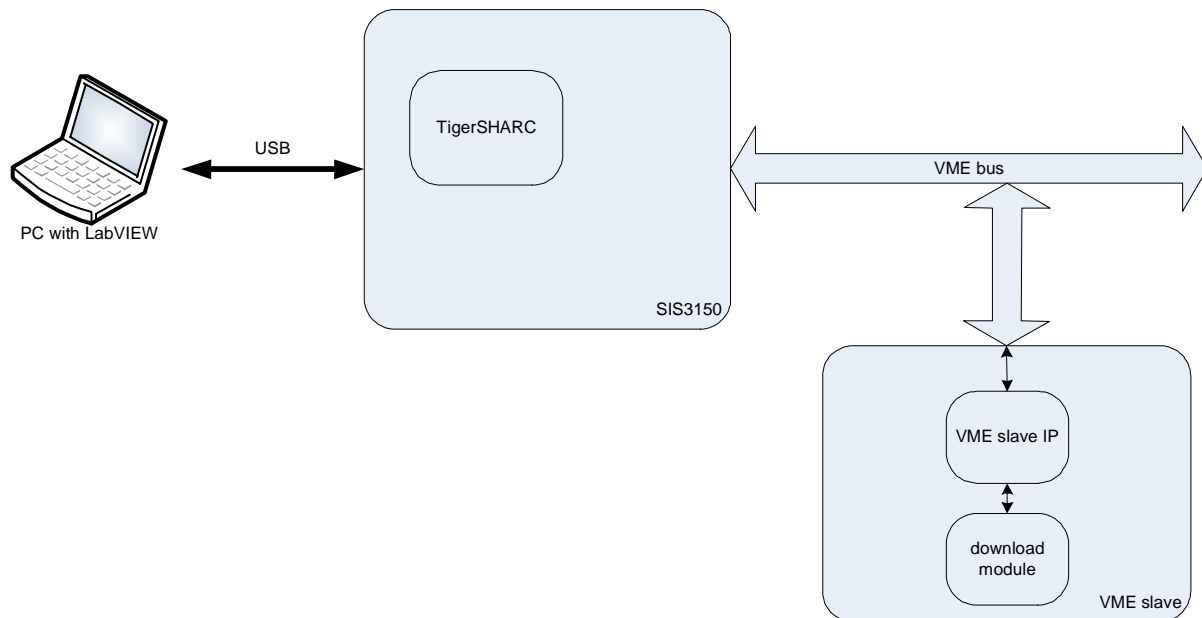 PC with LabVIEW
USB
TigerSHARC
SIS3150
VME bus
VME slave IP
download
module
VME slave